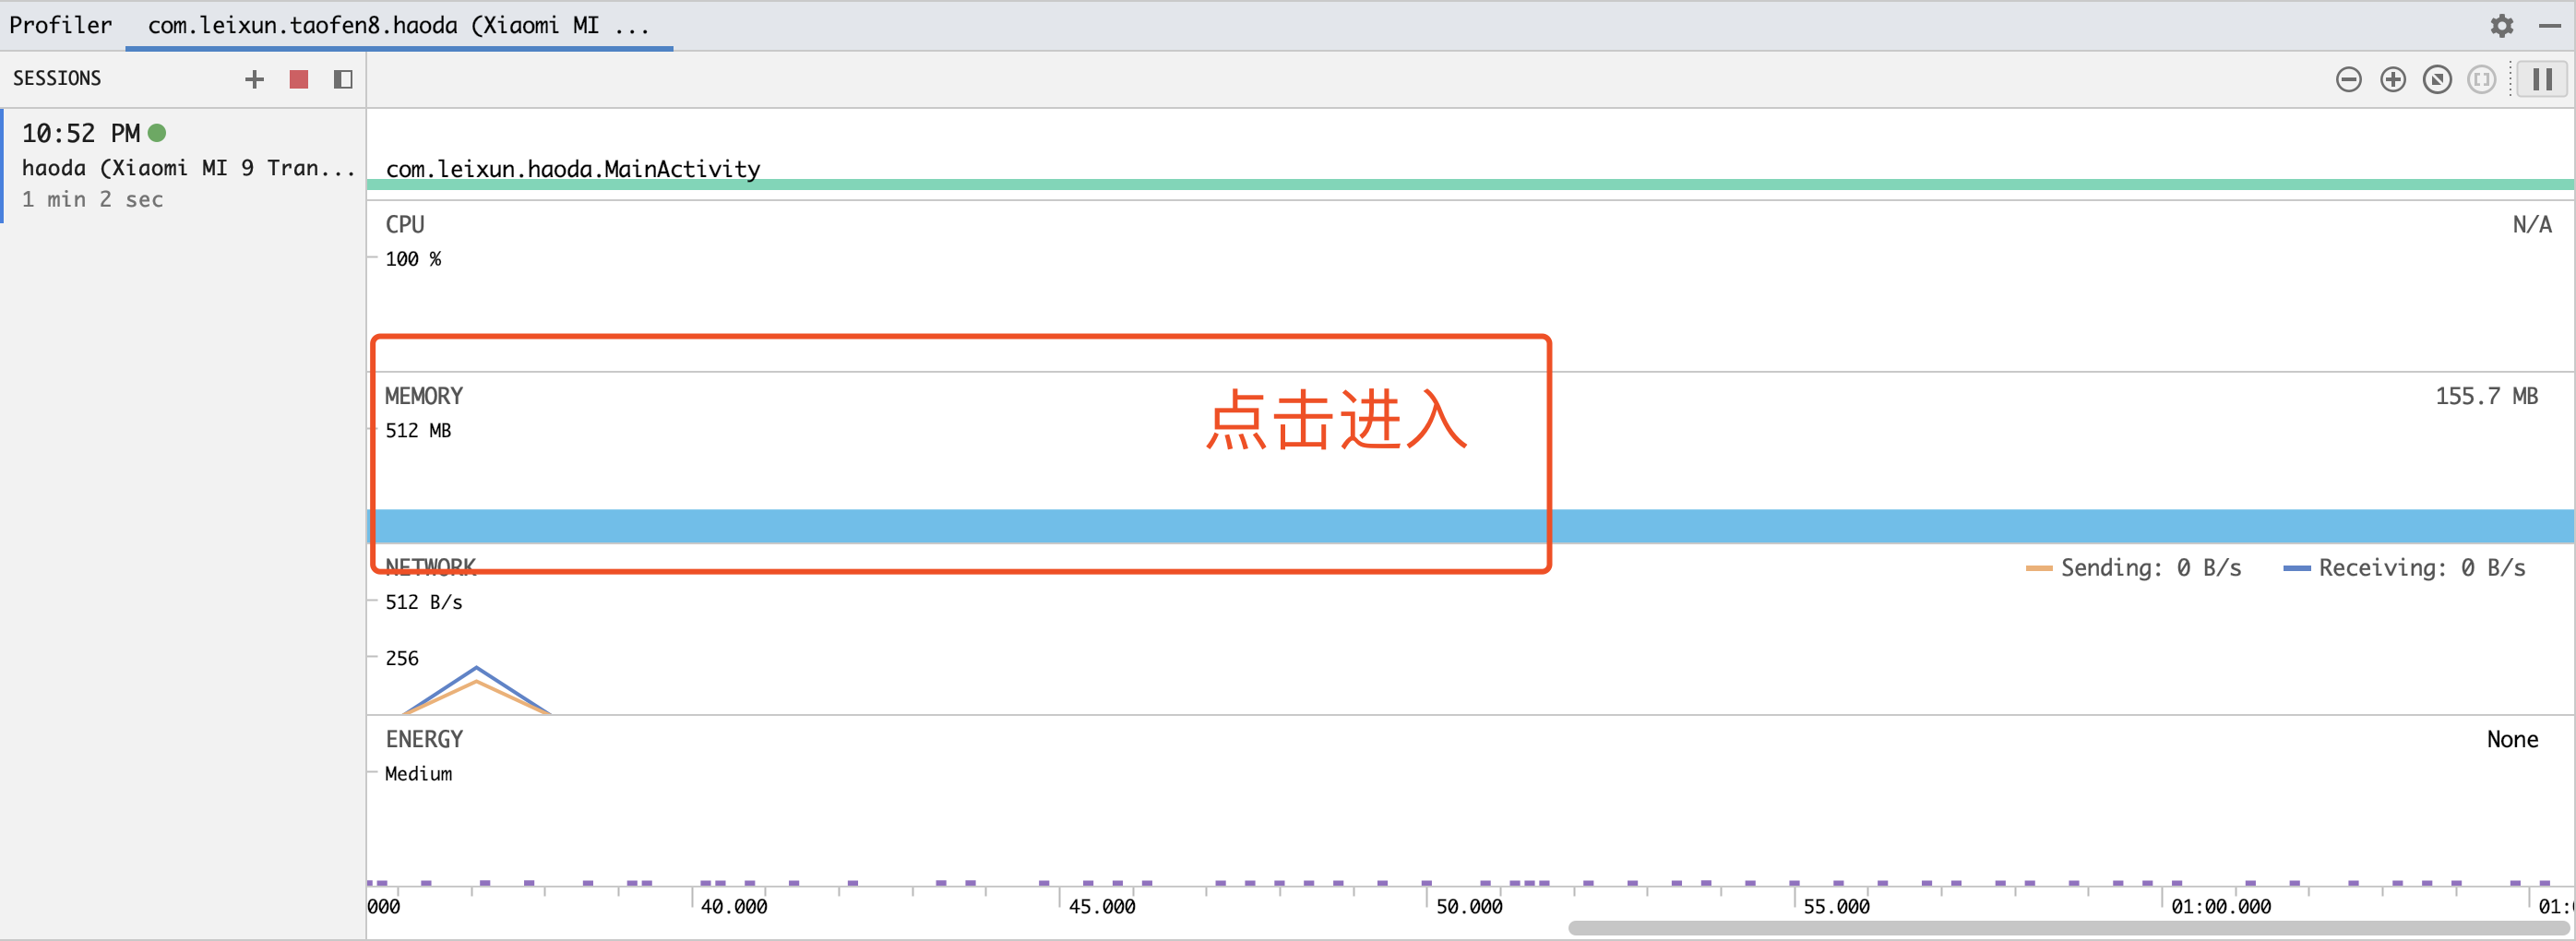 Profiler com.leixun.taofen8.haoda (Xiaomi MI ...
SESSIONS
10:52 PM
haoda (Xiaomi MI 9 Tran...
1 min 2 sec
com.leixun.haoda.MainActivity
CPU N/A
100 %
MEMORY 155.7 MB
512 MB
点击进入
NETWORK Sending: 0 B/s Receiving: 0 B/s
512 B/s
256
ENERGY None
Medium
000 40.000 45.000 50.000 55.000 01:00.000 01: